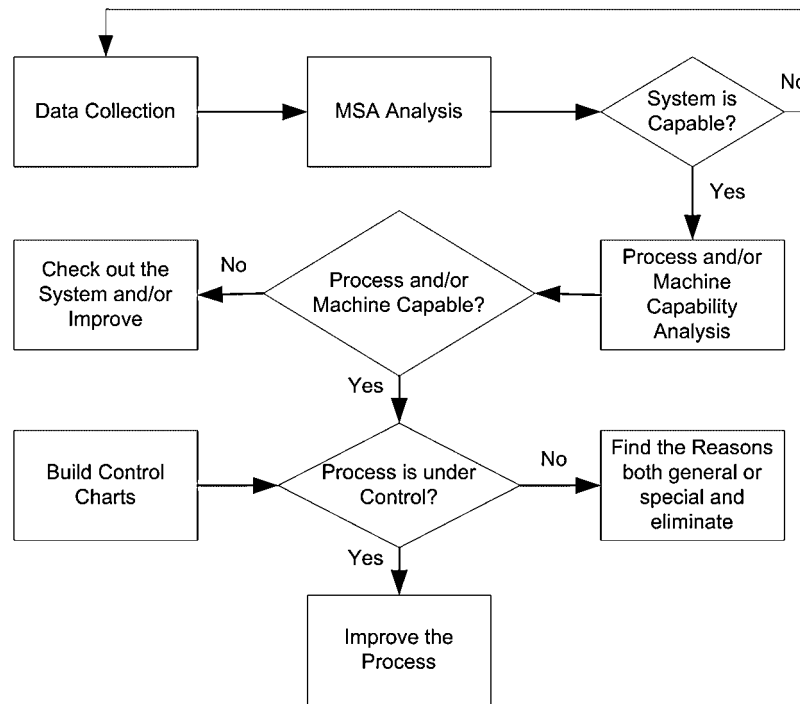 Data Collection
MSA Analysis
System is
Capable?
No
Yes
Check out the
System and/or
Improve
No
Process and/or
Machine Capable?
Process and/or
Machine
Capability
Analysis
Yes
Build Control
Charts
Process is under
Control?
No
Find the Reasons
both general or
special and
eliminate
Yes
Improve the
Process